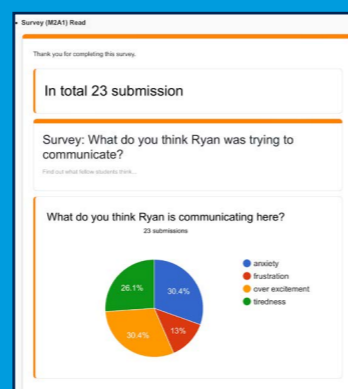 Survey (M2A1) Read
Thank you for completing this survey.
In total 23 submission
Survey: What do you think Ryan was trying to
communicate?
Find out what fellow students think...
What do you think Ryan is communicating here?
23 submissions
anxiety
frustration
over excitement
tiredness
26.1%
30.4%
30.4%
13%